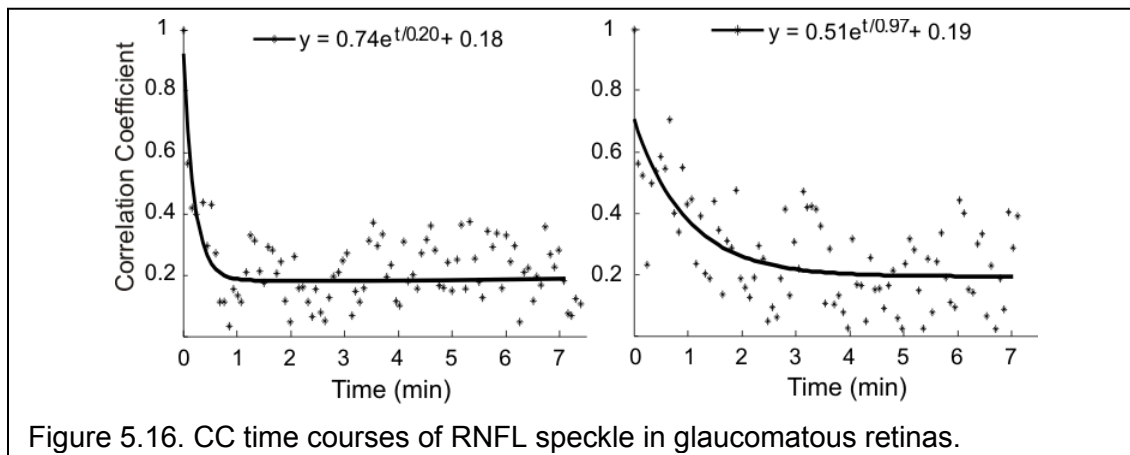 y = 0.74e^t/0.20 + 0.18
Correlation Coefficient
1
0.8
0.6
0.4
0.2
0 1 2 3 4 5 6 7
Time (min)
y = 0.51e^t/0.97 + 0.19
1
0.8
0.6
0.4
0.2
0 1 2 3 4 5 6 7
Time (min)
Figure 5.16. CC time courses of RNFL speckle in glaucomatous retinas.